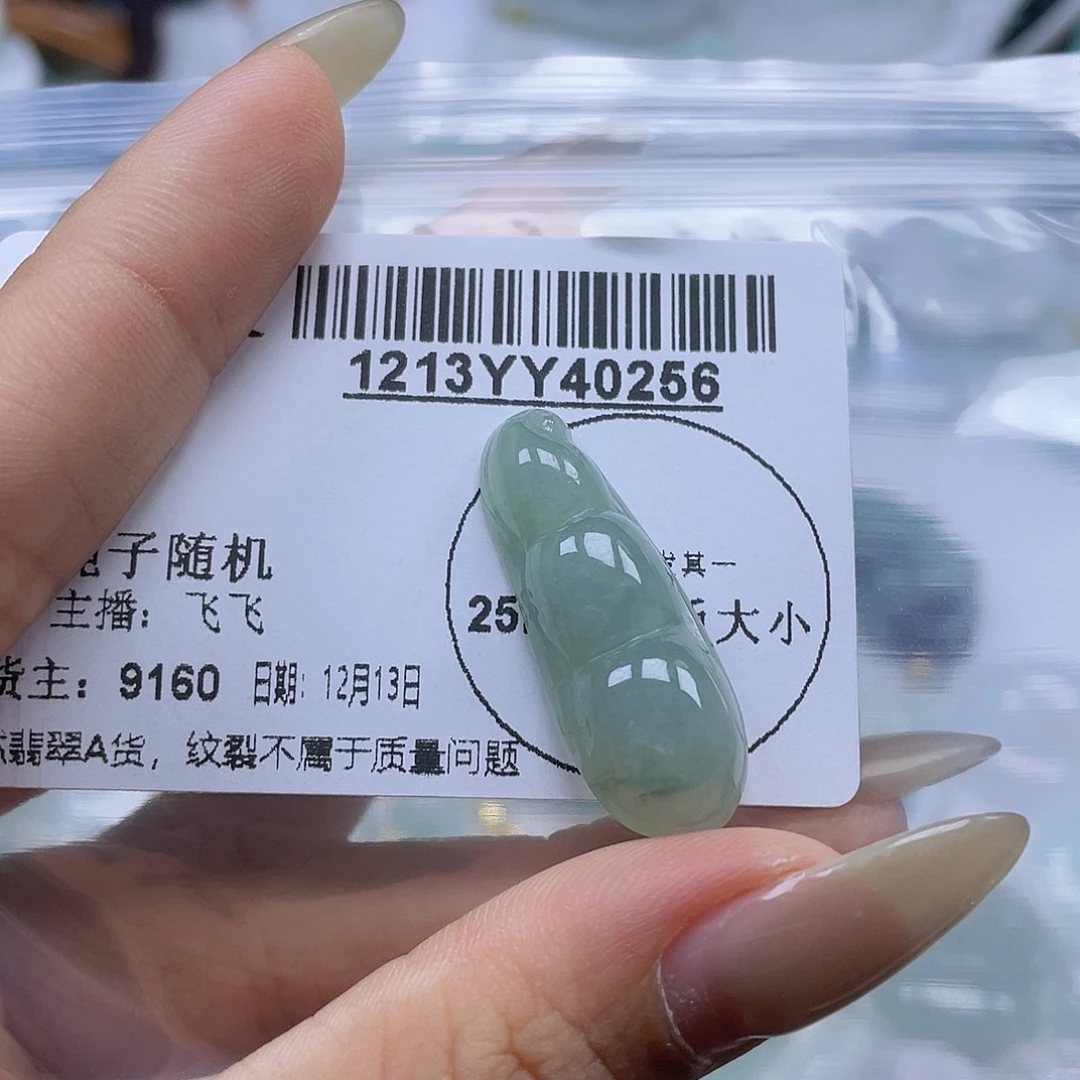 1213YY40256
子随机
主播：飞飞
其一
25
大小
货主：9160 日期：12月13日
翡翠A货，纹裂不属于质量问题